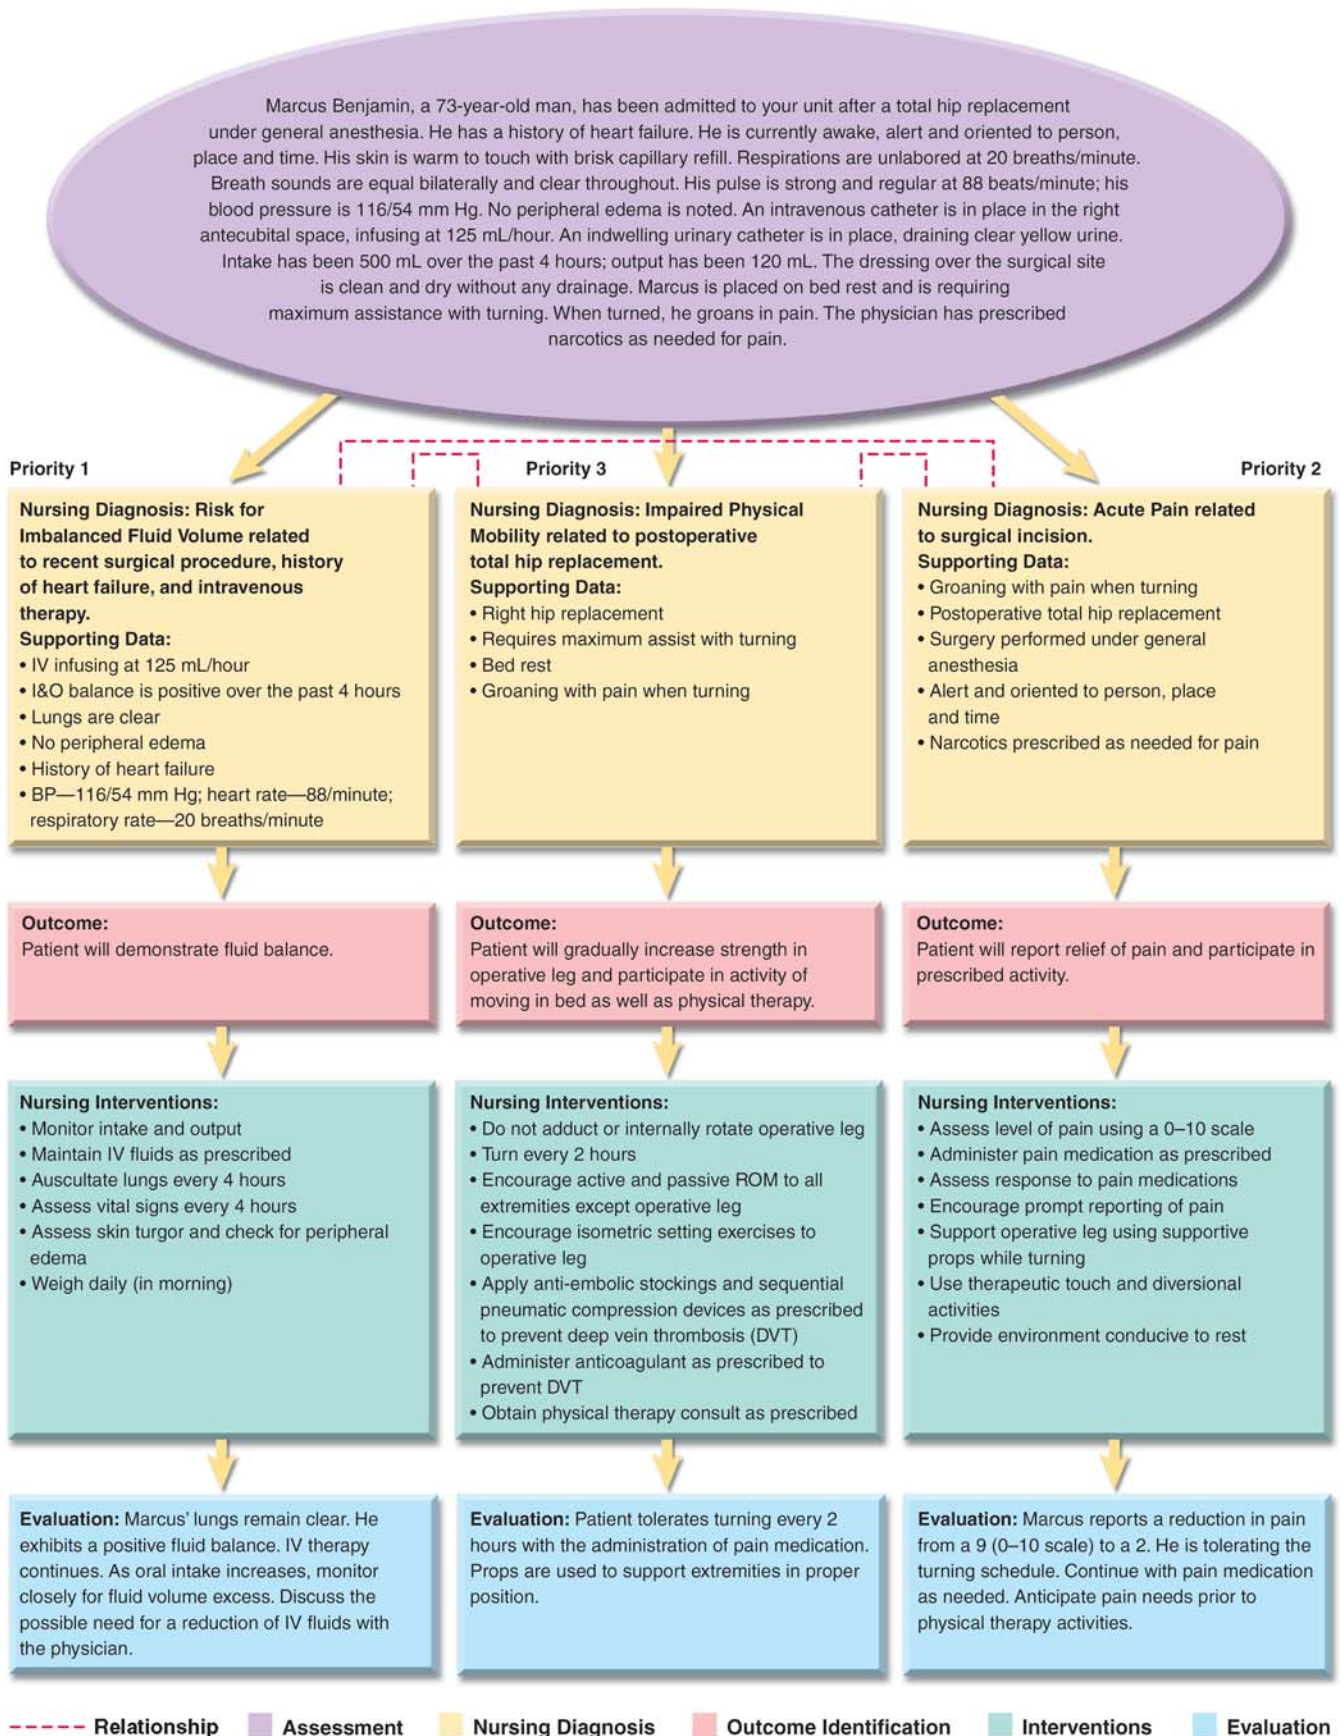 Marcus Benjamin, a 73-year-old man, has been admitted to your unit after a total hip replacement
under general anesthesia. He has a history of heart failure. He is currently awake, alert and oriented to person,
place and time. His skin is warm to touch with brisk capillary refill. Respirations are unlabored at 20 breaths/minute.
Breath sounds are equal bilaterally and clear throughout. His pulse is strong and regular at 88 beats/minute; his
blood pressure is 116/54 mm Hg. No peripheral edema is noted. An intravenous catheter is in place in the right
antecubital space, infusing at 125 mL/hour. An indwelling urinary catheter is in place, draining clear yellow urine.
Intake has been 500 mL over the past 4 hours; output has been 120 mL. The dressing over the surgical site
is clean and dry without any drainage. Marcus is placed on bed rest and is requiring
maximum assistance with turning. When turned, he groans in pain. The physician has prescribed
narcotics as needed for pain.
Priority 1
Nursing Diagnosis: Risk for
Imbalanced Fluid Volume related
to recent surgical procedure, history
of heart failure, and intravenous
therapy.
Supporting Data:
• IV infusing at 125 mL/hour
• I&O balance is positive over the past 4 hours
• Lungs are clear
• No peripheral edema
• History of heart failure
• BP—116/54 mm Hg; heart rate—88/minute;
respiratory rate—20 breaths/minute
Outcome:
Patient will demonstrate fluid balance.
Nursing Interventions:
• Monitor intake and output
• Maintain IV fluids as prescribed
• Auscultate lungs every 4 hours
• Assess vital signs every 4 hours
• Assess skin turgor and check for peripheral
edema
• Weigh daily (in morning)
Evaluation: Marcus' lungs remain clear. He
exhibits a positive fluid balance. IV therapy
continues. As oral intake increases, monitor
closely for fluid volume excess. Discuss the
possible need for a reduction of IV fluids with
the physician.
Priority 3
Nursing Diagnosis: Impaired Physical
Mobility related to postoperative
total hip replacement.
Supporting Data:
• Right hip replacement
• Requires maximum assist with turning
• Bed rest
• Groaning with pain when turning
Outcome:
Patient will gradually increase strength in
operative leg and participate in activity of
moving in bed as well as physical therapy.
Nursing Interventions:
• Do not adduct or internally rotate operative leg
• Turn every 2 hours
• Encourage active and passive ROM to all
extremities except operative leg
• Encourage isometric setting exercises to
operative leg
• Apply anti-embolic stockings and sequential
pneumatic compression devices as prescribed
to prevent deep vein thrombosis (DVT)
• Administer anticoagulant as prescribed to
prevent DVT
• Obtain physical therapy consult as prescribed
Evaluation: Patient tolerates turning every 2
hours with the administration of pain medication.
Props are used to support extremities in proper
position.
Priority 2
Nursing Diagnosis: Acute Pain related
to surgical incision.
Supporting Data:
• Groaning with pain when turning
• Postoperative total hip replacement
• Surgery performed under general
anesthesia
• Alert and oriented to person, place
and time
• Narcotics prescribed as needed for pain
Outcome:
Patient will report relief of pain and participate in
prescribed activity.
Nursing Interventions:
• Assess level of pain using a 0–10 scale
• Administer pain medication as prescribed
• Assess response to pain medications
• Encourage prompt reporting of pain
• Support operative leg using supportive
props while turning
• Use therapeutic touch and diversional
activities
• Provide environment conducive to rest
Evaluation: Marcus reports a reduction in pain
from a 9 (0–10 scale) to a 2. He is tolerating the
turning schedule. Continue with pain medication
as needed. Anticipate pain needs prior to
physical therapy activities.
Relationship Assessment Nursing Diagnosis Outcome Identification Interventions Evaluation